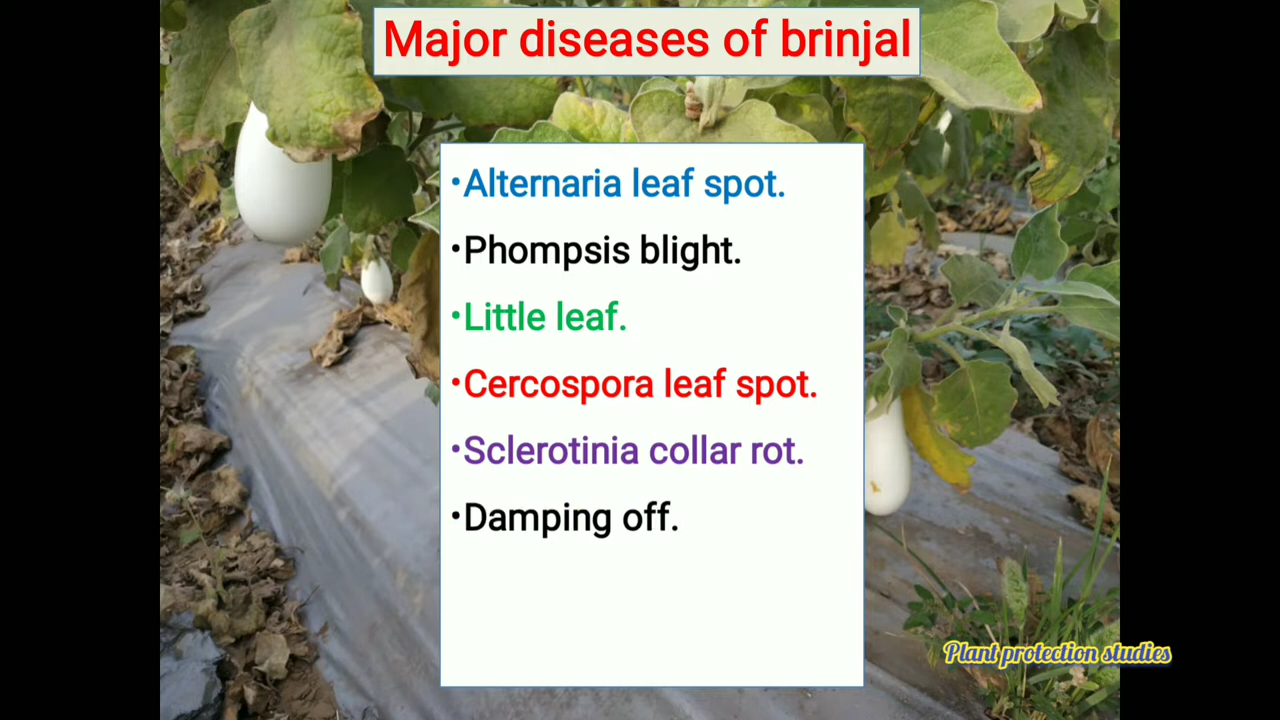 Major diseases of brinjal
•Alternaria leaf spot.
•Phompsis blight.
•Little leaf.
•Cercospora leaf spot.
•Sclerotinia collar rot.
•Damping off.
Plant protection studies